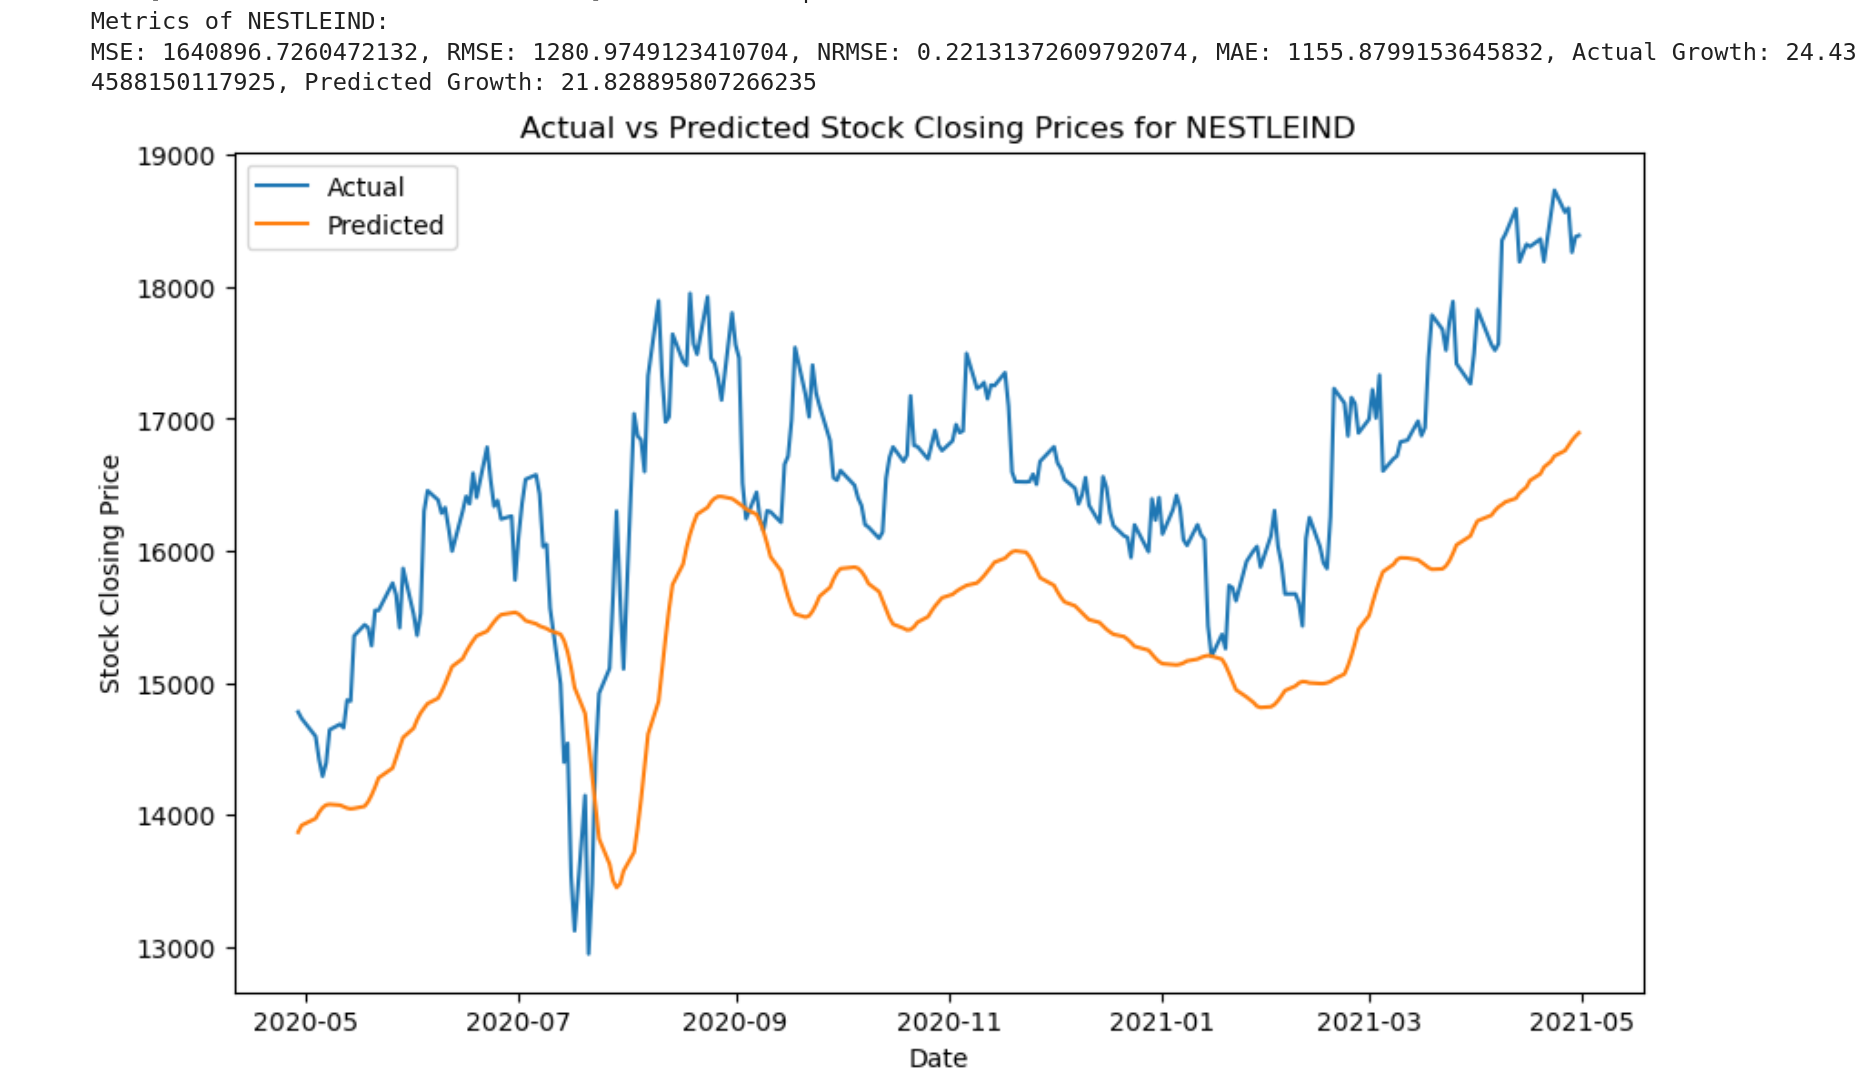 Metrics of NESTLEIND:
MSE: 1640896.7260472132, RMSE: 1280.9749123410704, NRMSE: 0.22131372609792074, MAE: 1155.8799153645832, Actual Growth: 24.43
4588150117925, Predicted Growth: 21.828895807266235
Actual vs Predicted Stock Closing Prices for NESTLEIND
Actual
Predicted
19000
18000
17000
16000
15000
14000
13000
Stock Closing Price
2020-05 2020-07 2020-09 2020-11 2021-01 2021-03 2021-05
Date